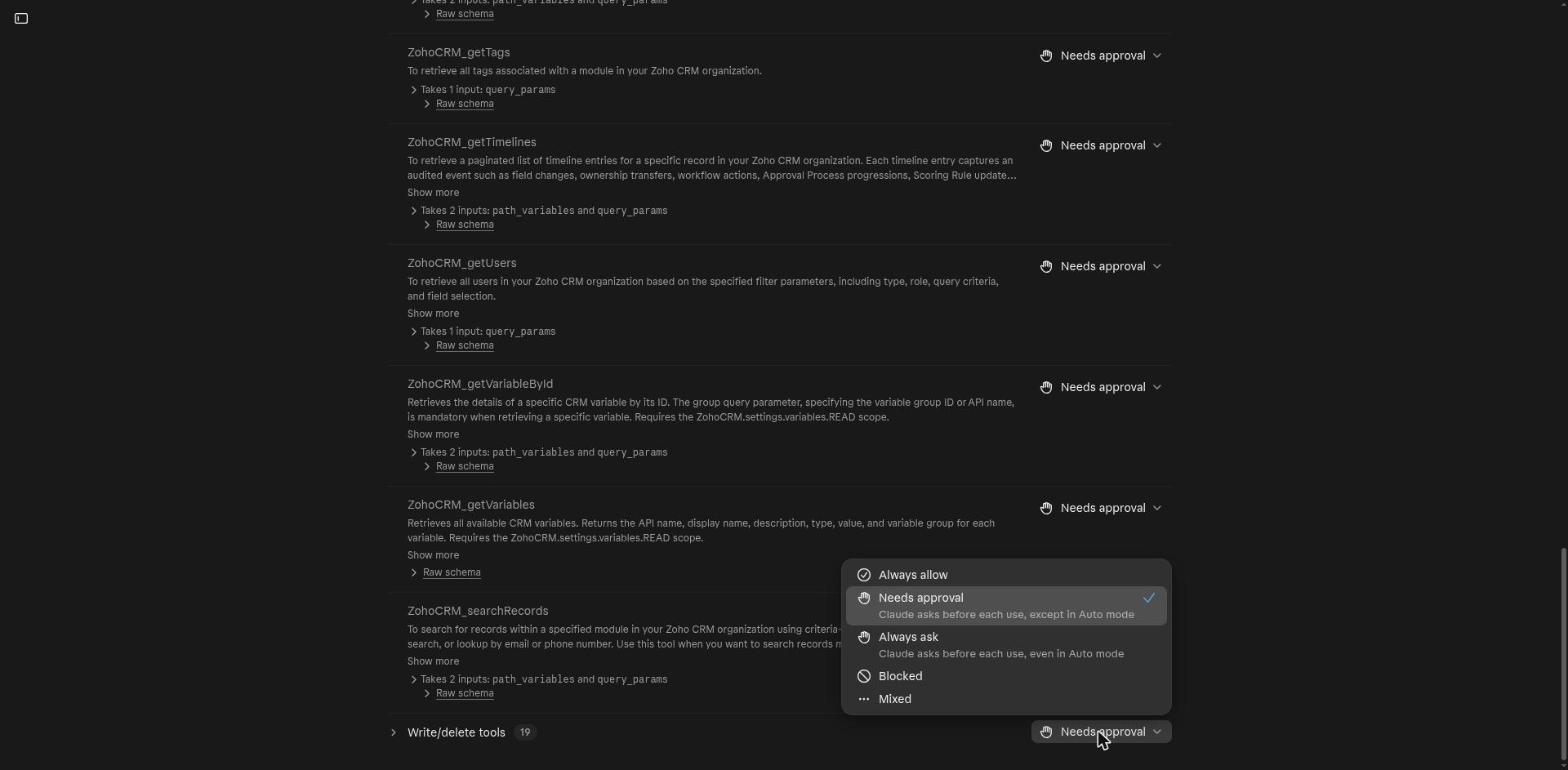 Takes 2 inputs: path_variables and query_params
Raw schema
ZohoCRM_getTags
Needs approval
To retrieve all tags associated with a module in your Zoho CRM organization.
Takes 1 input: query_params
Raw schema
ZohoCRM_getTimelines
Needs approval
To retrieve a paginated list of timeline entries for a specific record in your Zoho CRM organization. Each timeline entry captures an
audited event such as field changes, ownership transfers, workflow actions, Approval Process progressions, Scoring Rule update...
Show more
Takes 2 inputs: path_variables and query_params
Raw schema
ZohoCRM_getUsers
Needs approval
To retrieve all users in your Zoho CRM organization based on the specified filter parameters, including type, role, query criteria,
and field selection.
Show more
Takes 1 input: query_params
Raw schema
ZohoCRM_getVariableById
Needs approval
Retrieves the details of a specific CRM variable by its ID. The group query parameter, specifying the variable group ID or API name,
is mandatory when retrieving a specific variable. Requires the ZohoCRM.settings.variables.READ scope.
Show more
Takes 2 inputs: path_variables and query_params
Raw schema
ZohoCRM_getVariables
Needs approval
Retrieves all available CRM variables. Returns the API name, display name, description, type, value, and variable group for each
variable. Requires the ZohoCRM.settings.variables.READ scope.
Show more
Raw schema
ZohoCRM_searchRecords
To search for records within a specified module in your Zoho CRM organization using criteria-
search, or lookup by email or phone number. Use this tool when you want to search records
Show more
Takes 2 inputs: path_variables and query_params
Raw schema
Always allow
Needs approval
Claude asks before each use, except in Auto mode
Always ask
Claude asks before each use, even in Auto mode
Blocked
Mixed
Write/delete tools 19
Needs approval